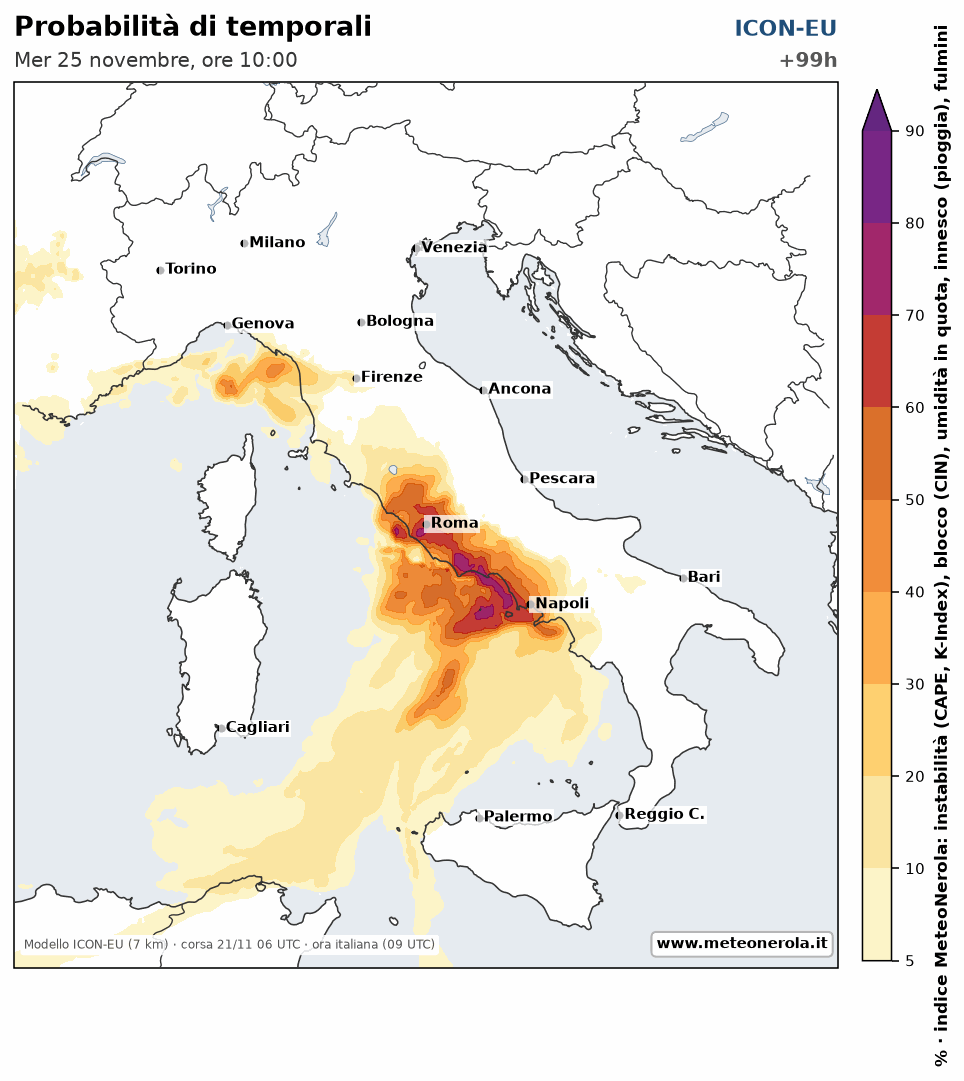 Probabilità di temporali
ICON-EU
Mer 25 novembre, ore 10:00
+99h
Milano
Venezia
Torino
Genova
Bologna
Firenze
Ancona
Pescara
Roma
Bari
Napoli
Cagliari
Palermo
Reggio C.
Modello ICON-EU (7 km) · corsa 21/11 06 UTC · ora italiana (09 UTC)
www.meteonerola.it
90
80
70
60
50
40
30
20
10
5
% · indice MeteoNerola: instabilità (CAPE, K-Index), blocco (CIN), umidità in quota, innesco (pioggia), fulmini